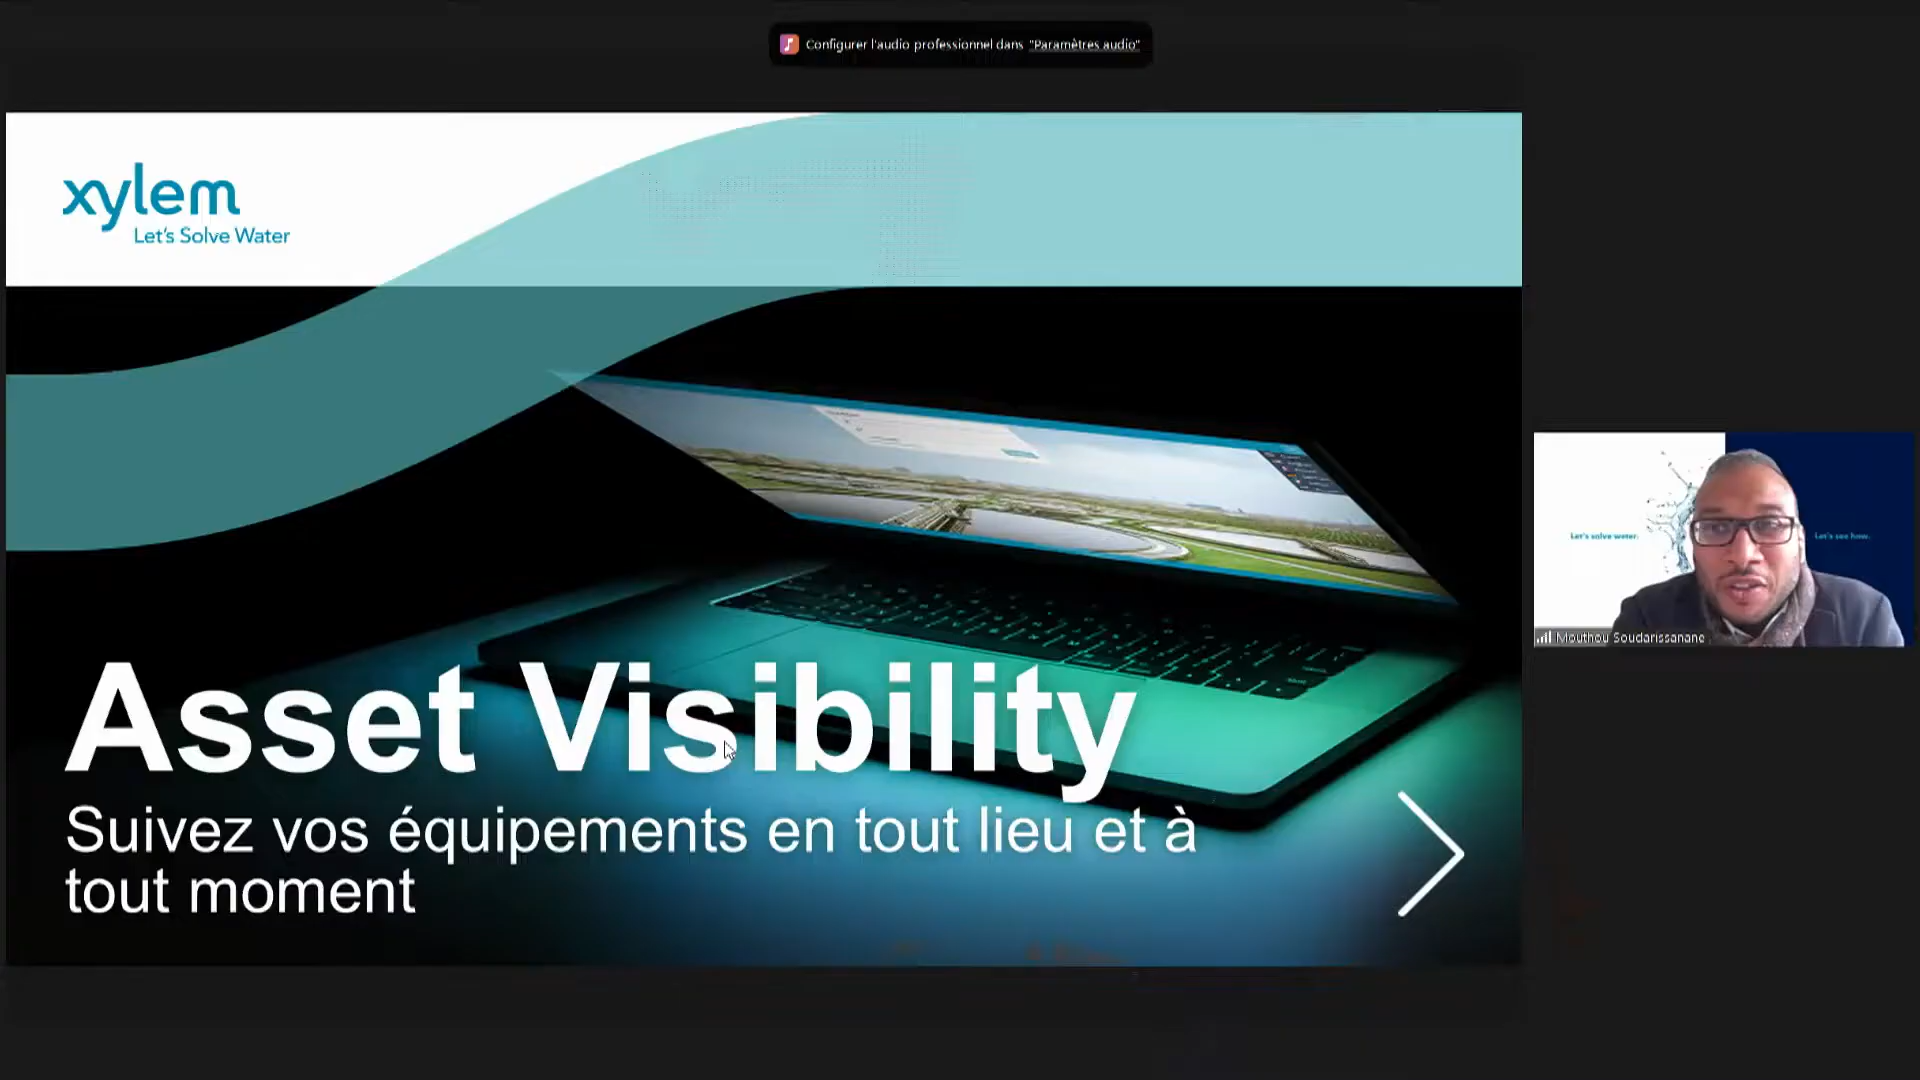 Configurer l'audio professionnel dans "Paramètres audio"
xylem
Let's Solve Water
Asset Visibility
Suivez vos équipements en tout lieu et à
tout moment
Let's solve water.
Let's see how.
Mouthou Soudarissanane